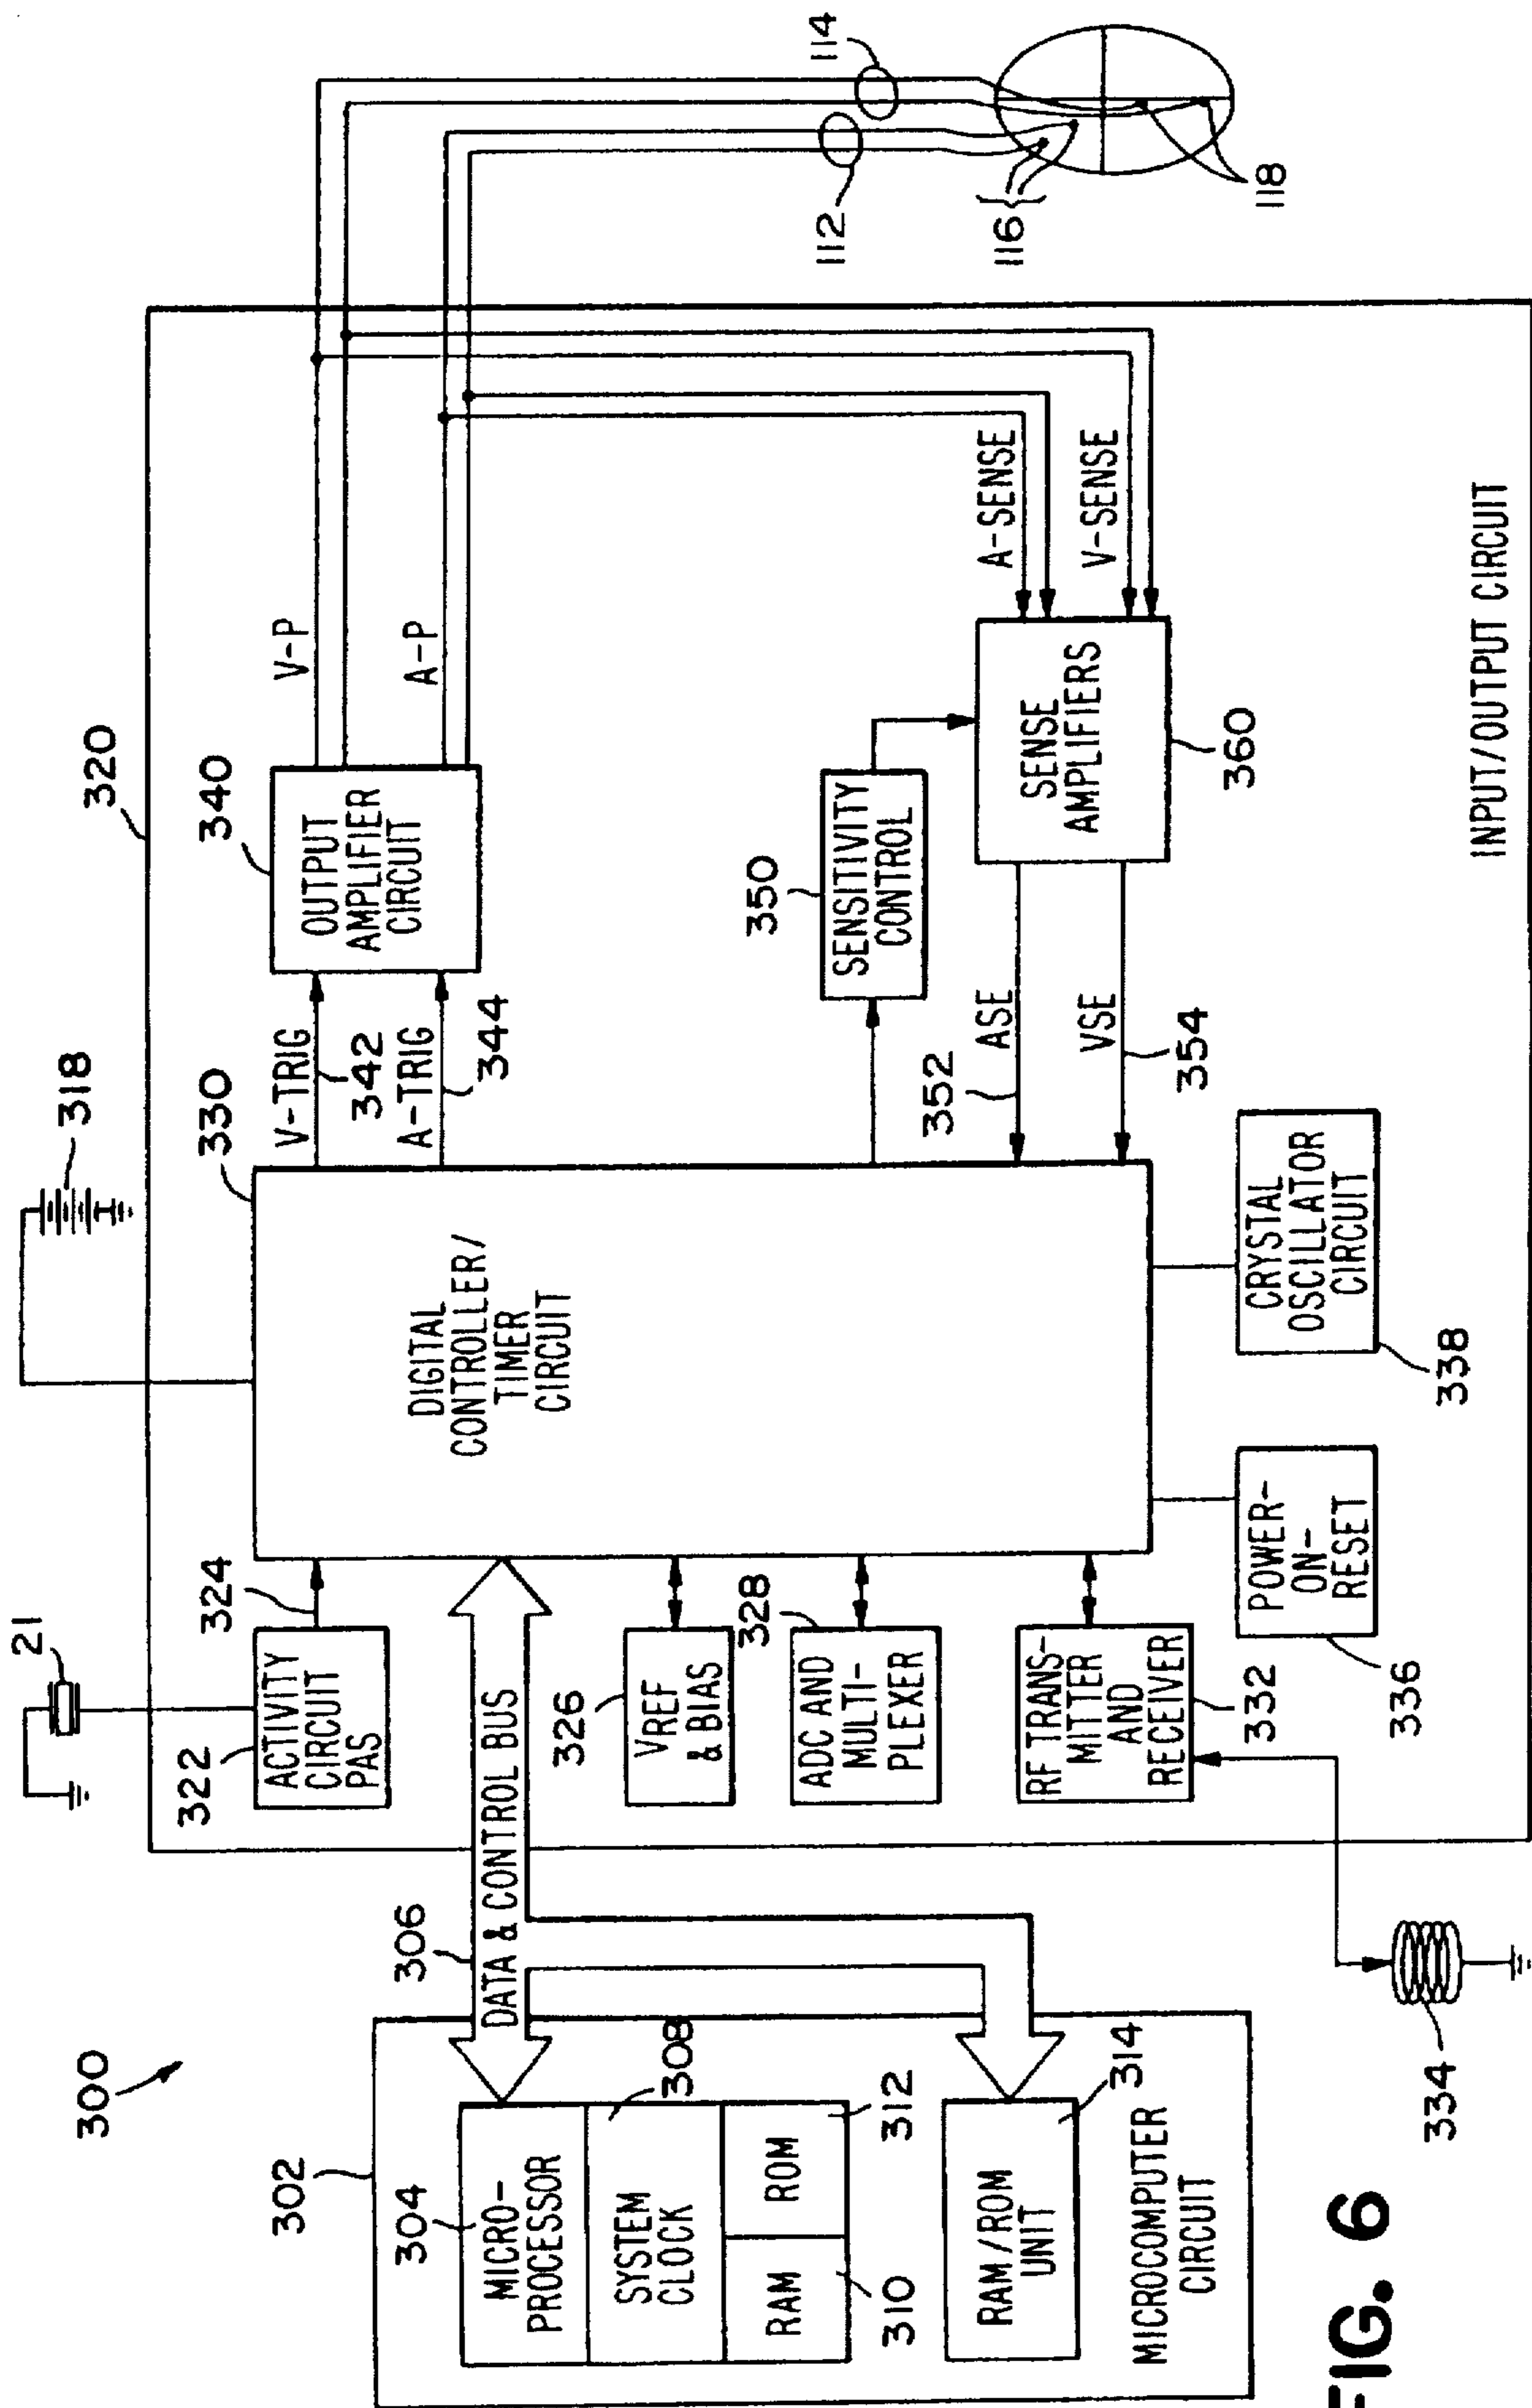 300
302
304
MICRO-
PROCESSOR
SYSTEM
CLOCK
308
RAM
ROM
310
312
RAM/ROM
UNIT
314
MICROCOMPUTER
CIRCUIT
306
DATA & CONTROL BUS
21
322
324
ACTIVITY
CIRCUIT
PAS
326
VREF
& BIAS
328
ADC AND
MULTI-
PLEXER
RF TRANS-
MITTER
AND
RECEIVER
332
334
POWER-
ON-
RESET
336
CRYSTAL
OSCILLATOR
CIRCUIT
338
318
330
DIGITAL
CONTROLLER/
TIMER
CIRCUIT
V-TRIG
342
A-TRIG
344
320
340
OUTPUT
AMPLIFIER
CIRCUIT
V-P
A-P
350
SENSITIVITY
CONTROL
352
ASE
VSE
354
SENSE
AMPLIFIERS
360
A-SENSE
V-SENSE
INPUT/OUTPUT CIRCUIT
112
114
116
118
FIG. 6